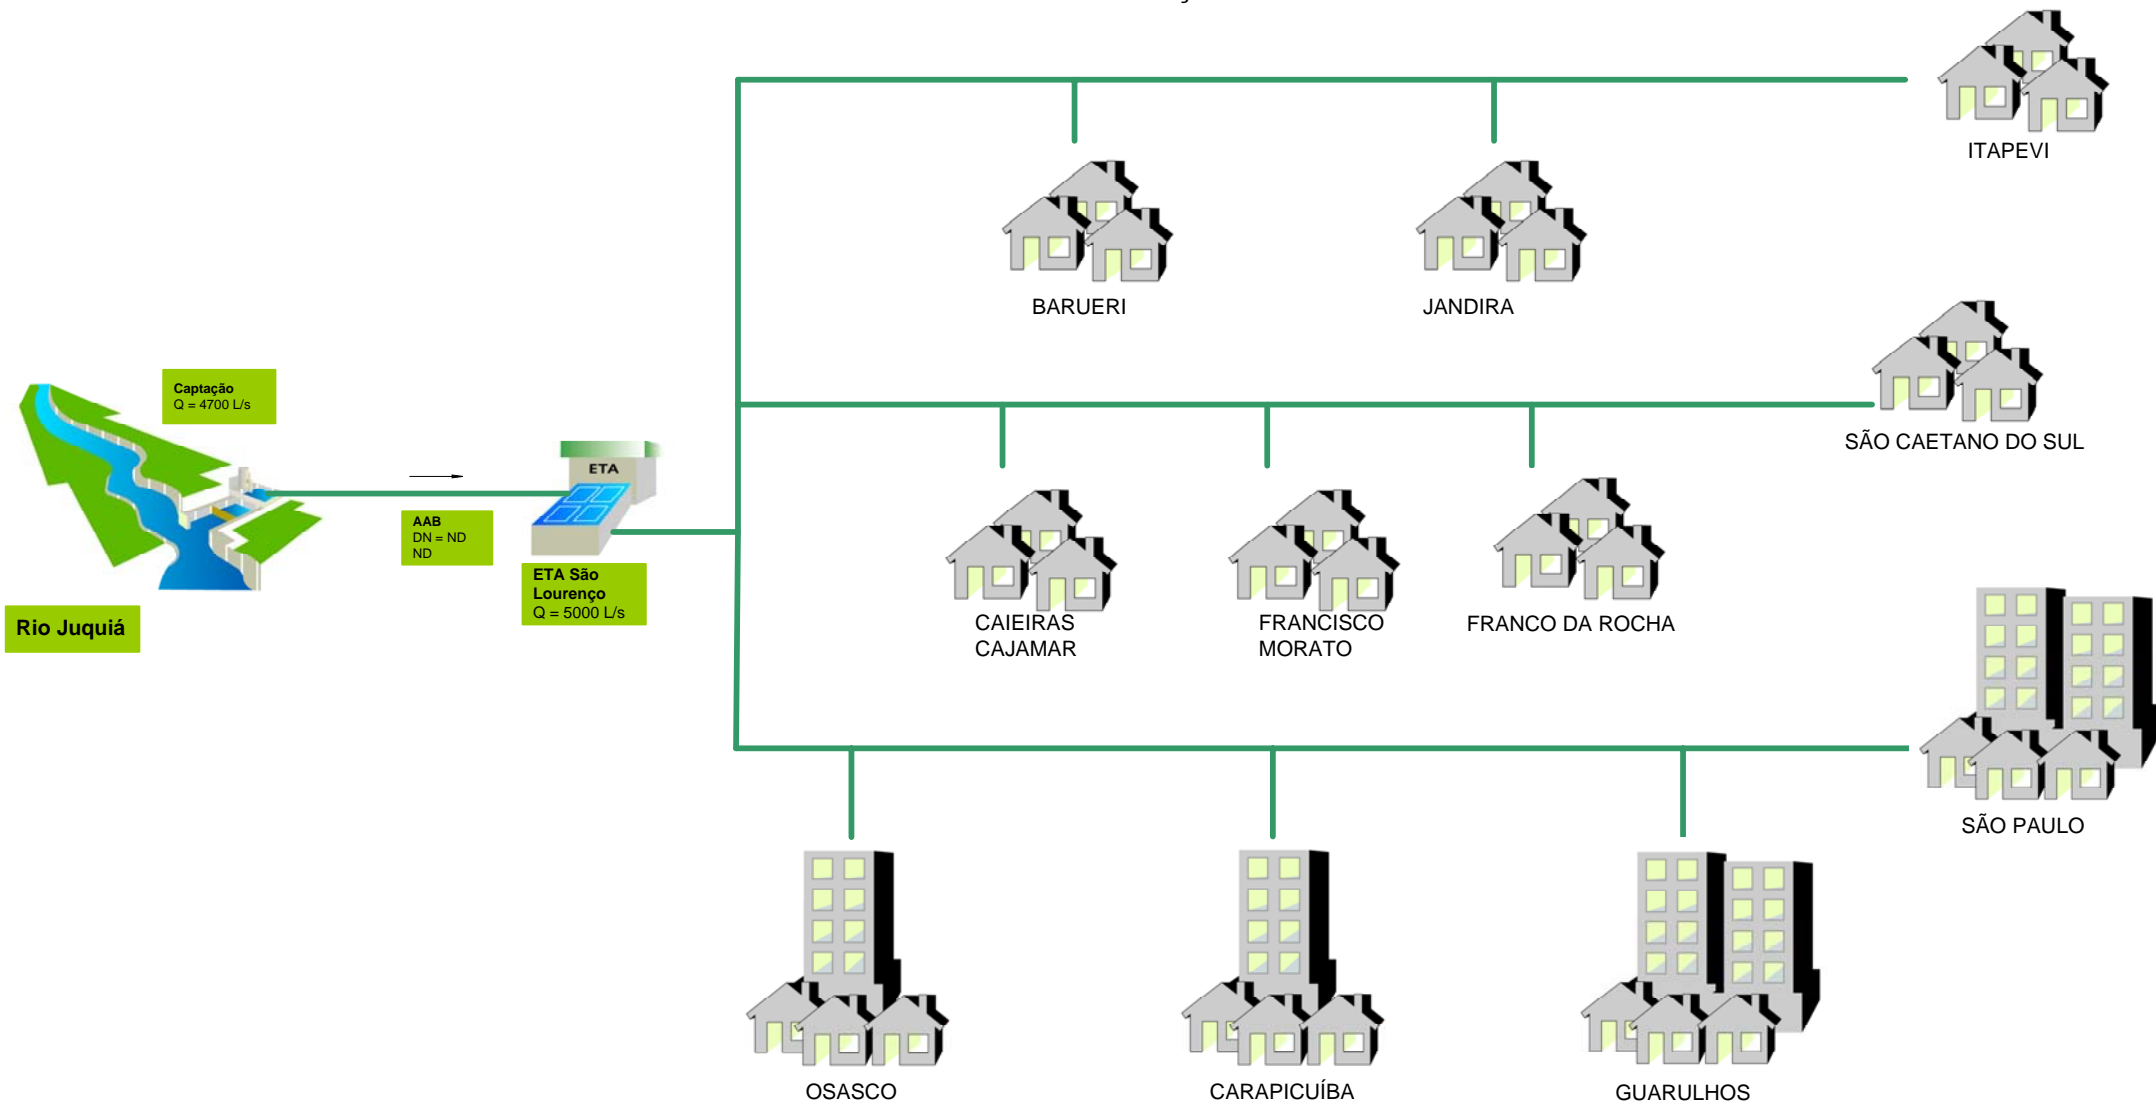 ITAPEVI
BARUERI
JANDIRA
Captação
Q = 4700 L/s
SÃO CAETANO DO SUL
ETA
AAB
DN = ND
ND
ETA São
Lourenço
Q = 5000 L/s
Rio Juquiá
CAIEIRAS
CAJAMAR
FRANCISCO
MORATO
FRANCO DA ROCHA
SÃO PAULO
OSASCO
CARAPICUÍBA
GUARULHOS